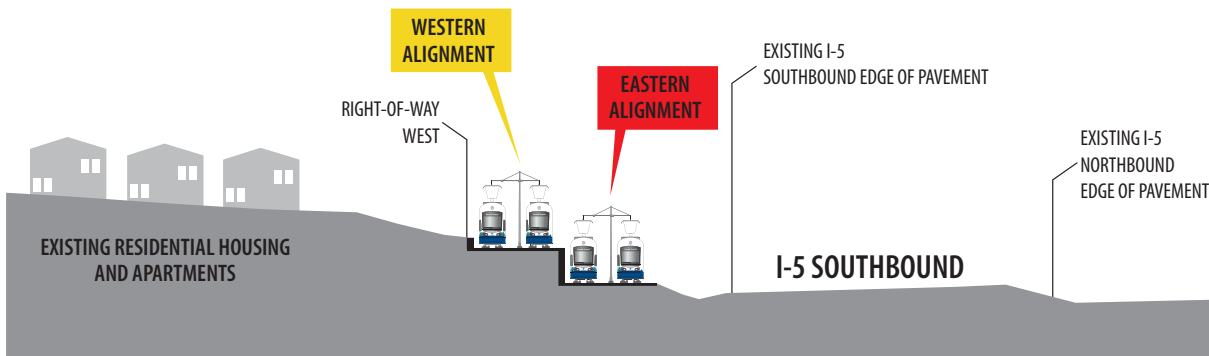 WESTERN
ALIGNMENT
EASTERN
ALIGNMENT
RIGHT-OF-WAY
WEST
EXISTING I-5
SOUTHBOUND EDGE OF PAVEMENT
EXISTING I-5
NORTHBOUND
EDGE OF PAVEMENT
EXISTING RESIDENTIAL HOUSING
AND APARTMENTS
I-5 SOUTHBOUND